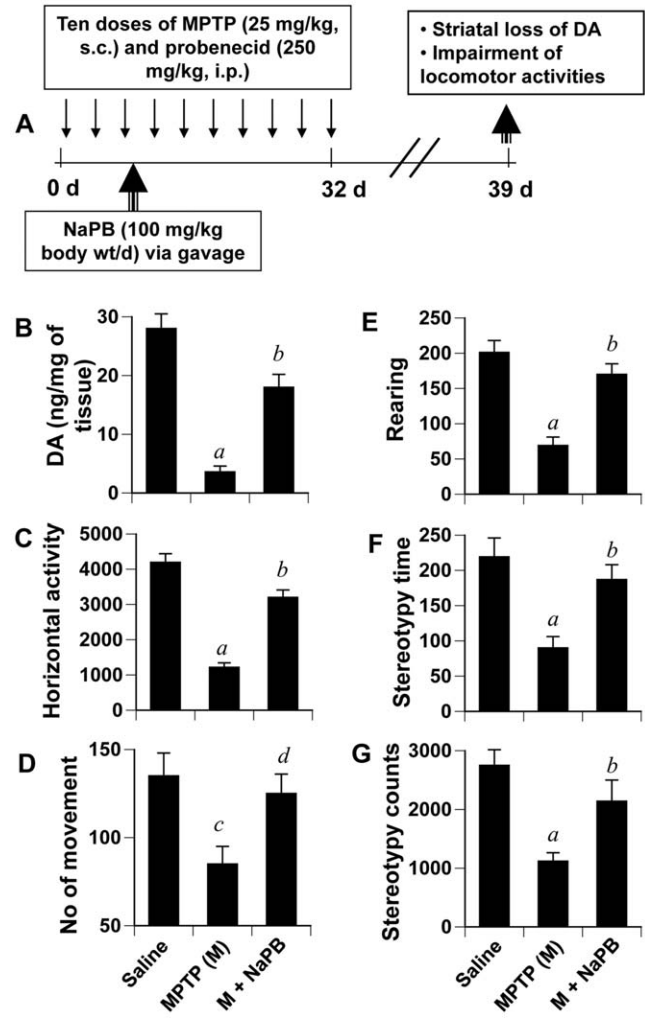 Ten doses of MPTP (25 mg/kg,
s.c.) and probenecid (250
mg/kg, i.p.)
• Striatal loss of DA
• Impairment of
locomotor activities
A
0 d
32 d
39 d
NaPB (100 mg/kg
body wt/d) via gavage
B
DA (ng/mg of
tissue)
30
20
10
0
a
b
C
Horizontal activity
5000
4000
3000
2000
1000
0
a
b
D
No of movement
150
100
50
c
d
Saline
MPTP (M)
M + NaPB
E
Rearing
250
200
150
100
50
0
a
b
F
Stereotypy time
250
200
150
100
50
0
a
b
G
Stereotypy counts
3000
2000
1000
0
a
b
Saline
MPTP (M)
M + NaPB